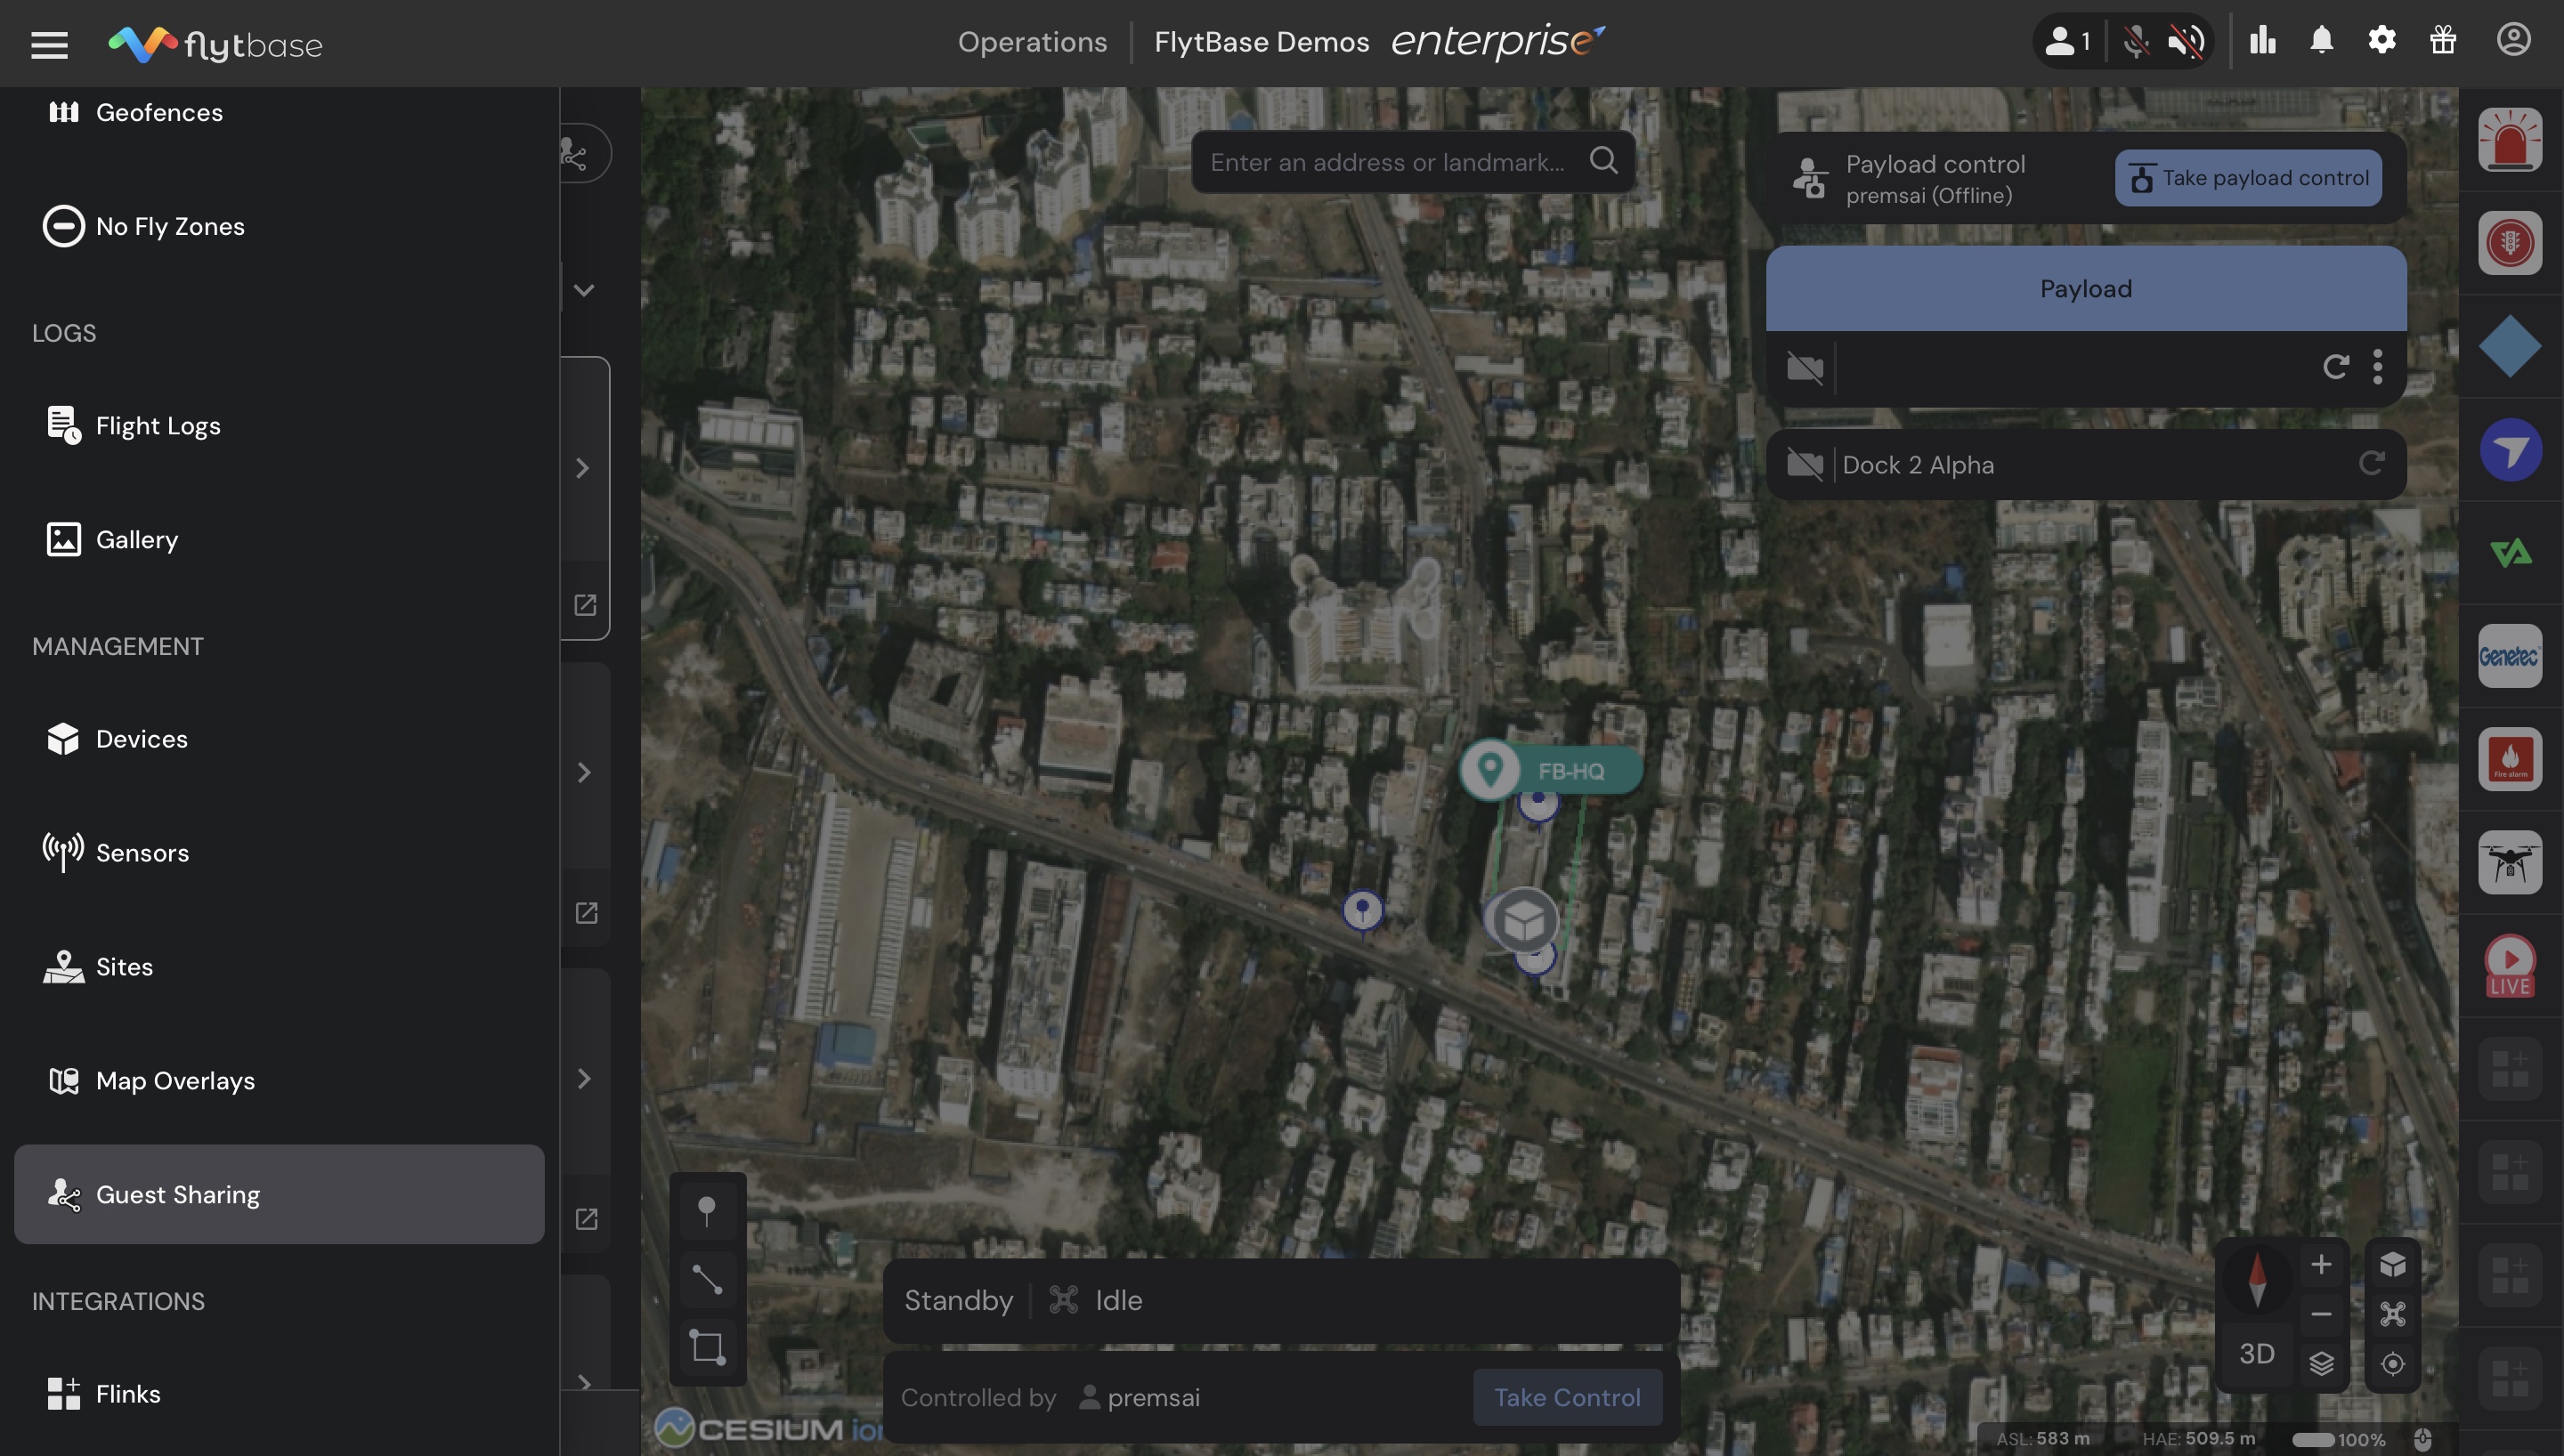 flytbase
Operations
FlytBase Demos enterprise
1
Geofences
No Fly Zones
LOGS
Flight Logs
Gallery
MANAGEMENT
Devices
Sensors
Sites
Map Overlays
Guest Sharing
INTEGRATIONS
Flinks
Enter an address or landmark...
Payload control
premsai (Offline)
Take payload control
Payload
Dock 2 Alpha
FB-HQ
Genetec
Fire alarm
LIVE
Standby
Idle
Controlled by premsai
Take Control
3D
CESIUM ion
ASL: 583 m
HAE: 509.5 m
100%